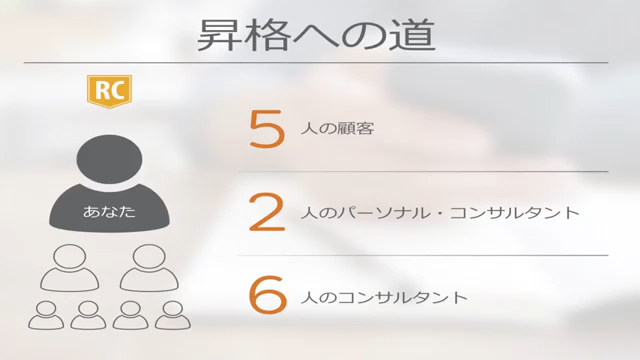 昇格への道
RC
あなた
5 人の顧客
2 人のパーソナル・コンサルタント
6 人のコンサルタント